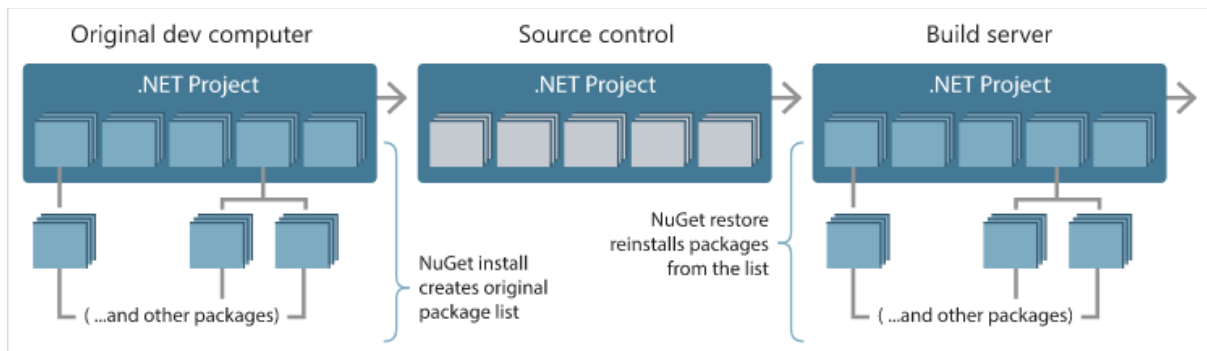 Original dev computer
Source control
Build server
.NET Project
.NET Project
.NET Project
NuGet install
creates original
package list
NuGet restore
reinstalls packages
from the list
( ...and other packages)
( ...and other packages)